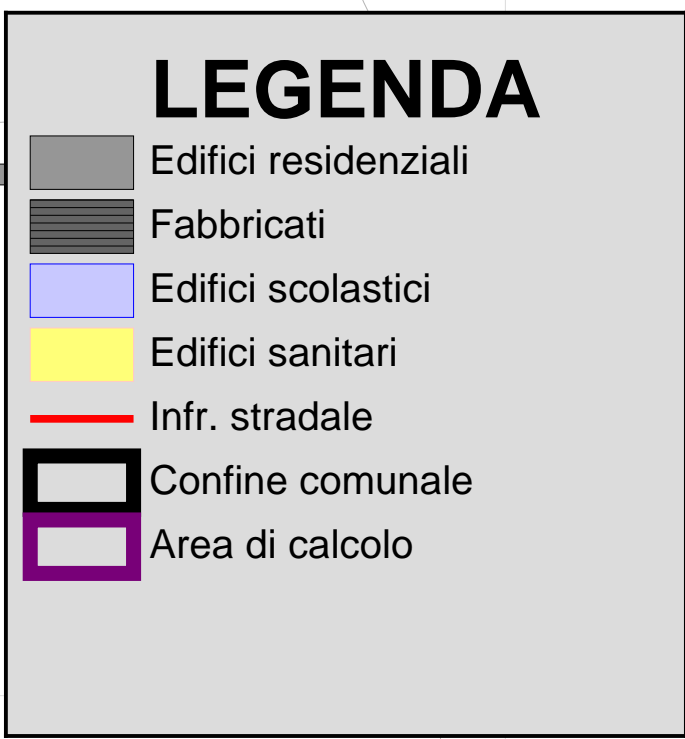 LEGENDA
Edifici residenziali
Fabbricati
Edifici scolastici
Edifici sanitari
Infr. stradale
Confine comunale
Area di calcolo